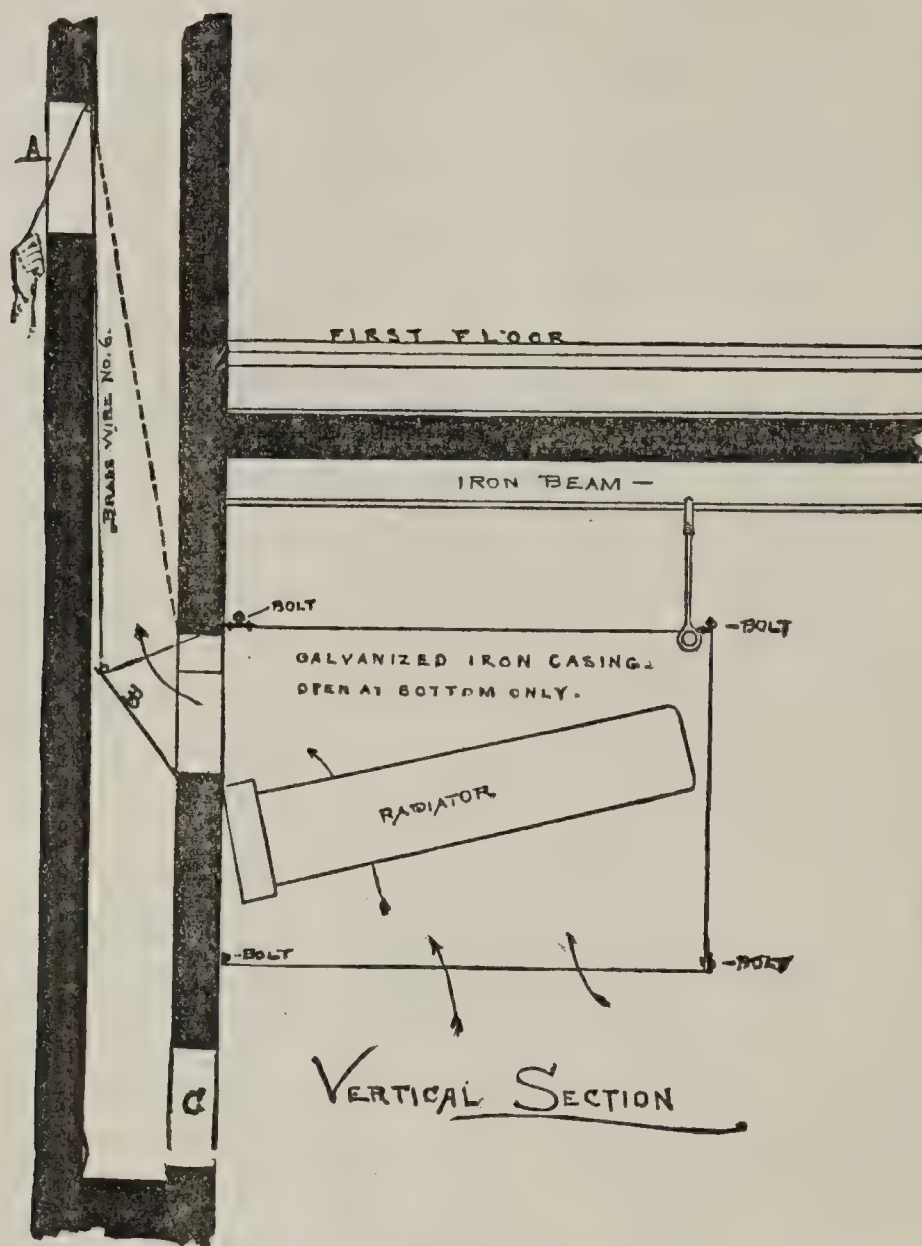 A
BRASS WIRE NO. 6.
FIRST FLOOR
IRON BEAM —
BOLT
-BOLT
GALVANIZED IRON CASING.
OPEN AT BOTTOM ONLY.
B
RADIATOR
-BOLT
-BOLT
C
VERTICAL SECTION